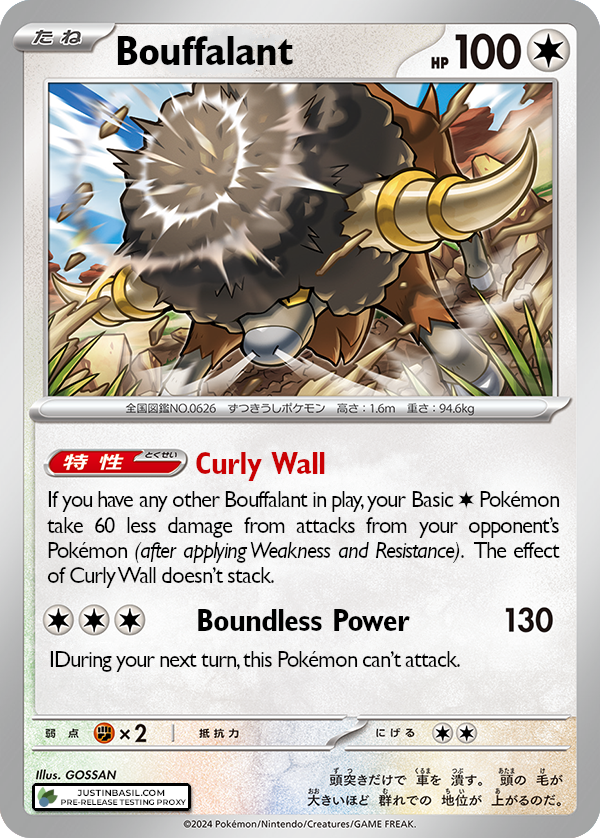 たね Bouffalant HP 100
全国図鑑NO.0626 ずつきうしポケモン 高さ:1.6m 重さ:94.6kg
特性 とくせい Curly Wall
If you have any other Bouffalant in play, your Basic Pokémon
take 60 less damage from attacks from your opponent's
Pokémon (after applying Weakness and Resistance). The effect
of Curly Wall doesn't stack.
Boundless Power 130
IDuring your next turn, this Pokémon can't attack.
弱点 ×2 抵抗力 にげる
Illus. GOSSAN
JUSTINBASIL.COM
PRE-RELEASE TESTING PROXY
頭突きだけで 車を 潰す。 頭の 毛が
大きいほど 群れでの 地位が 上がるのだ。
©2024 Pokémon/Nintendo/Creatures/GAME FREAK.